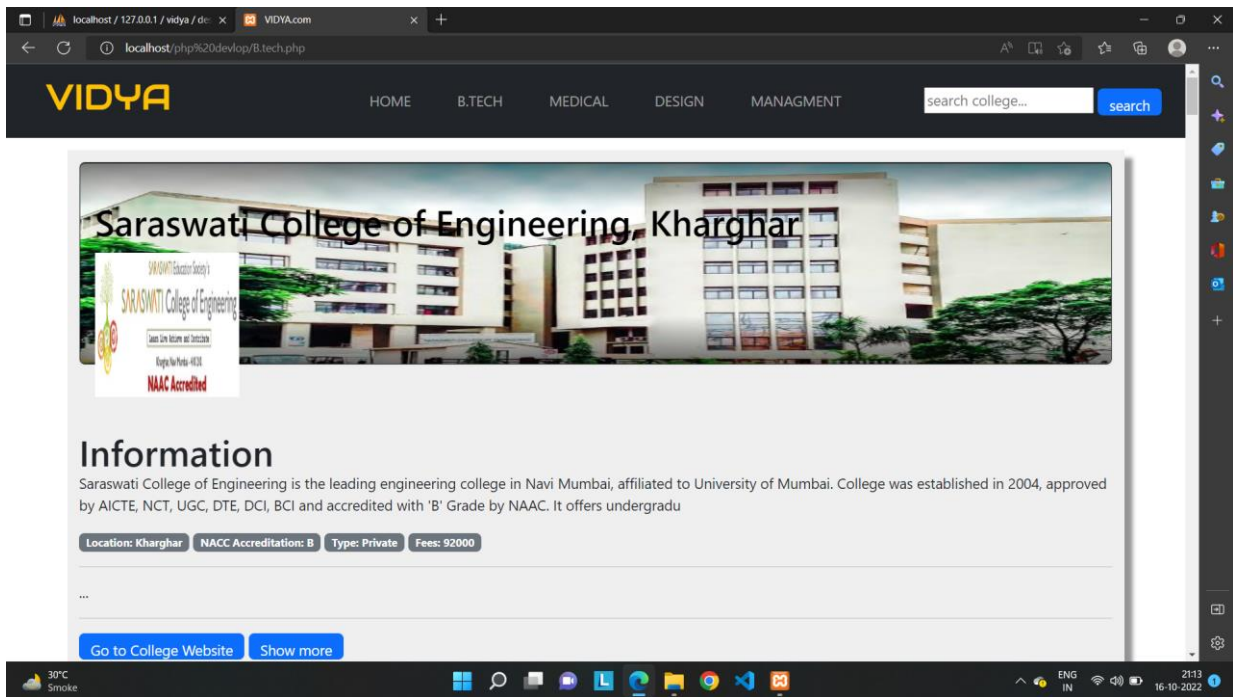 localhost / 127.0.0.1 / vidya / de
VIDYA.com
localhost/php%20devlop/B.tech.php
VIDYA
HOME
B.TECH
MEDICAL
DESIGN
MANAGMENT
search college...
search
Saraswati College of Engineering, Kharghar
SARASWATI Education Society's
SARASWATI College of Engineering
NAAC Accredited
Information
Saraswati College of Engineering is the leading engineering college in Navi Mumbai, affiliated to University of Mumbai. College was established in 2004, approved
by AICTE, NCT, UGC, DTE, DCI, BCI and accredited with 'B' Grade by NAAC. It offers undergradu
Location: Kharghar
NACC Accreditation: B
Type: Private
Fees: 92000
...
Go to College Website
Show more
30°C
Smoke
ENG
IN
21:13
16-10-2022
1